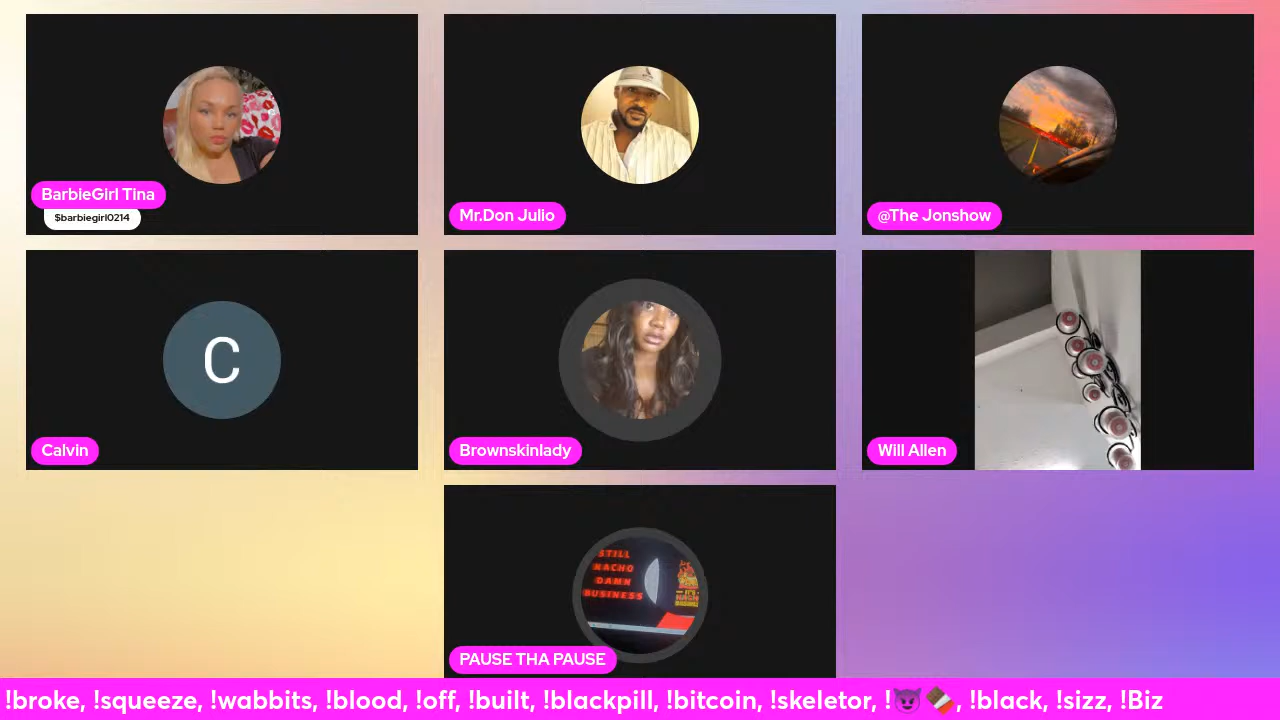 BarbieGirl Tina
$barbiegirl0214
Mr.Don Julio
@The Jonshow
C
Calvin
Brownskinlady
Will Allen
STILL
NACHO
DAMN
BUSINESS
PAUSE THA PAUSE
!broke, !squeeze, !wabbits, !blood, !off, !built, !blackpill, !bitcoin, !skeletor, !😈🍫, !black, !sizz, !Biz